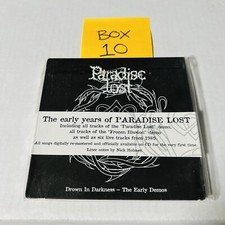 BOX
10
Paradise
Lost
The early years of PARADISE LOST
Including all tracks of the "Paradise Lost" demo,
all tracks of the "Frozen Illusion" demo
as well as six live tracks from 1989.
All songs digitally re-mastered and officially available on CD for the very first time.
Liner notes by Nick Holmes
Drown In Darkness - The Early Demos